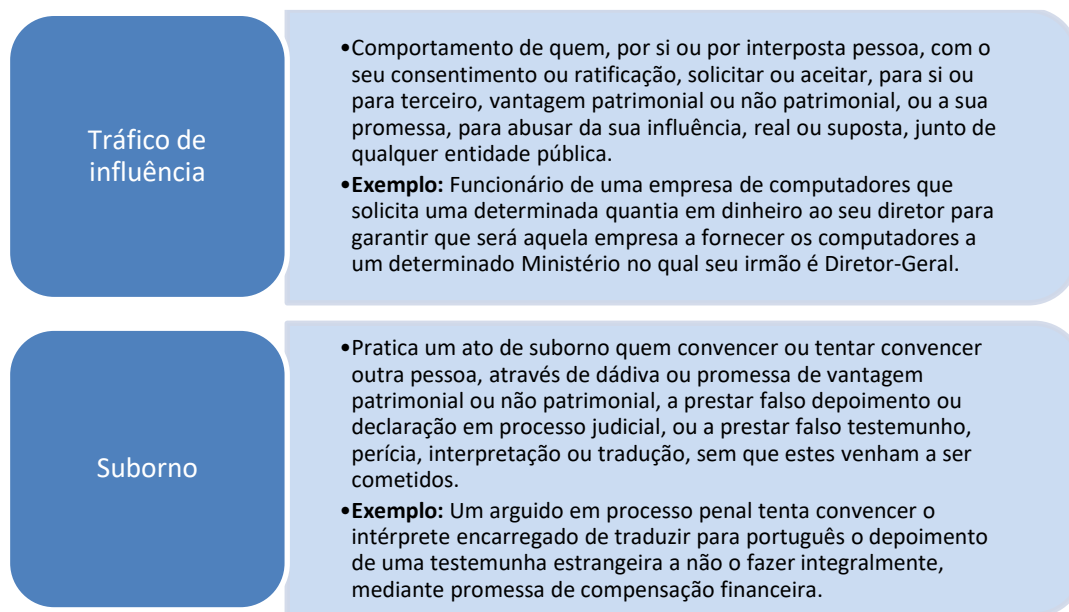 Tráfico de
influência
•Comportamento de quem, por si ou por interposta pessoa, com o
seu consentimento ou ratificação, solicitar ou aceitar, para si ou
para terceiro, vantagem patrimonial ou não patrimonial, ou a sua
promessa, para abusar da sua influência, real ou suposta, junto de
qualquer entidade pública.
•Exemplo: Funcionário de uma empresa de computadores que
solicita uma determinada quantia em dinheiro ao seu diretor para
garantir que será aquela empresa a fornecer os computadores a
um determinado Ministério no qual seu irmão é Diretor-Geral.
Suborno
•Pratica um ato de suborno quem convencer ou tentar convencer
outra pessoa, através de dádiva ou promessa de vantagem
patrimonial ou não patrimonial, a prestar falso depoimento ou
declaração em processo judicial, ou a prestar falso testemunho,
perícia, interpretação ou tradução, sem que estes venham a ser
cometidos.
•Exemplo: Um arguido em processo penal tenta convencer o
intérprete encarregado de traduzir para português o depoimento
de uma testemunha estrangeira a não o fazer integralmente,
mediante promessa de compensação financeira.